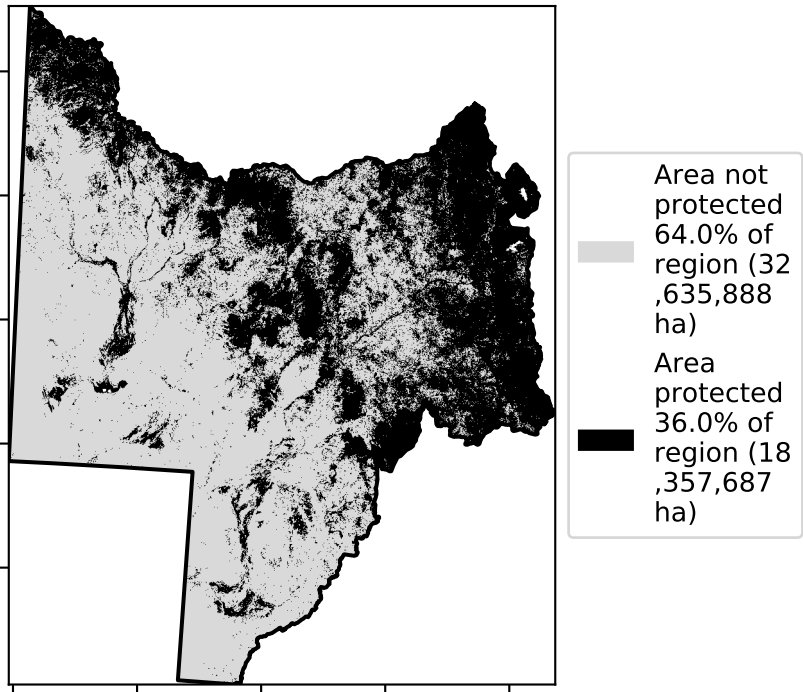 Area not
protected
64.0% of
region (32
,635,888
ha)
Area
protected
36.0% of
region (18
,357,687
ha)